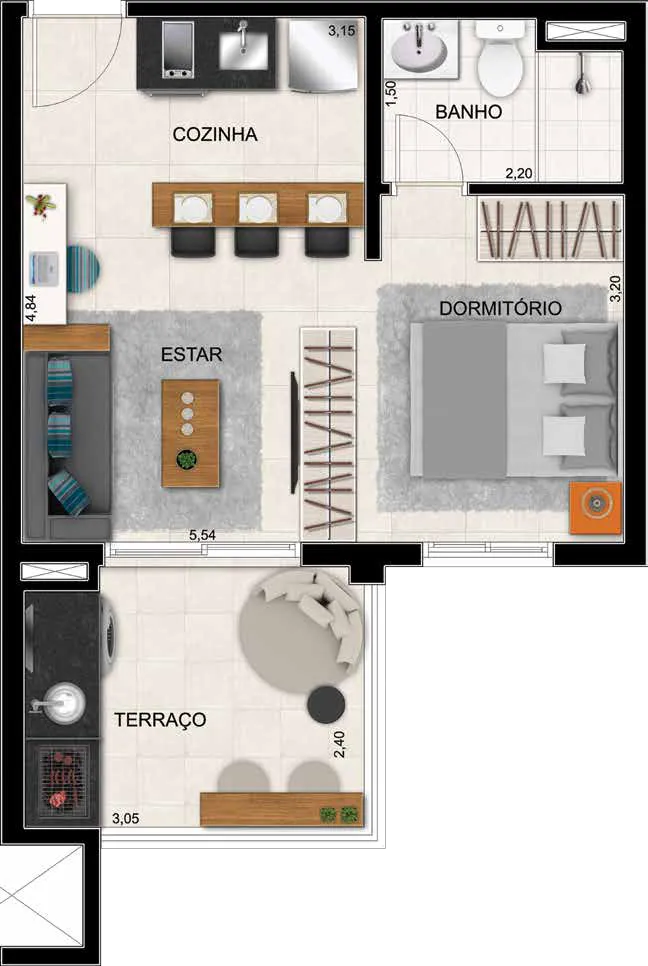 3,15
COZINHA
1,50
BANHO
2,20
4,84
3,20
DORMITÓRIO
ESTAR
5,54
TERRAÇO
2,40
3,05